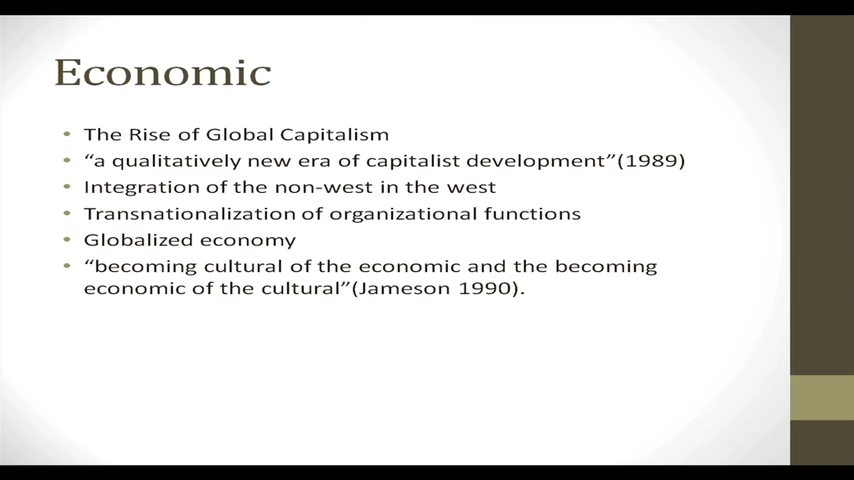 Economic
• The Rise of Global Capitalism
• “a qualitatively new era of capitalist development”(1989)
• Integration of the non-west in the west
• Transnationalization of organizational functions
• Globalized economy
• “becoming cultural of the economic and the becoming
economic of the cultural”(Jameson 1990).